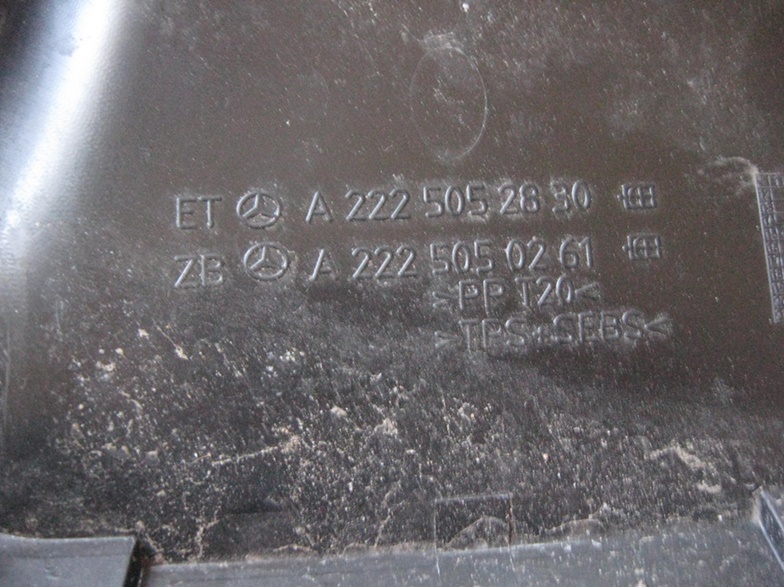 ET A 222 505 28 30
ZB A 222 505 02 61
>PP T20<
>TPS-SEBS<